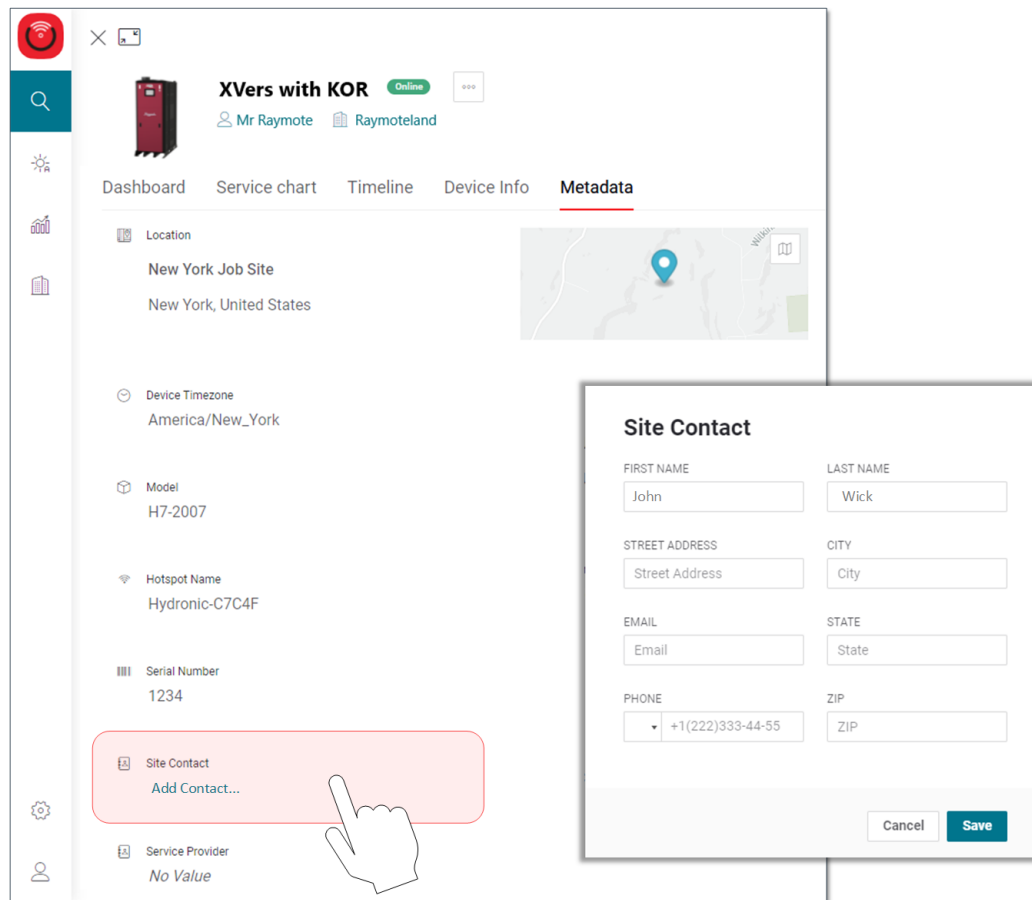 XVers with KOR
Online
Mr Raymote
Raymoteland
Dashboard
Service chart
Timeline
Device Info
Metadata
Location
New York Job Site
New York, United States
Device Timezone
America/New_York
Model
H7-2007
Hotspot Name
Hydronic-C7C4F
Serial Number
1234
Site Contact
Add Contact...
Service Provider
No Value
Site Contact
FIRST NAME
LAST NAME
John
Wick
STREET ADDRESS
CITY
Street Address
City
EMAIL
STATE
Email
State
PHONE
ZIP
+1(222)333-44-55
ZIP
Cancel
Save